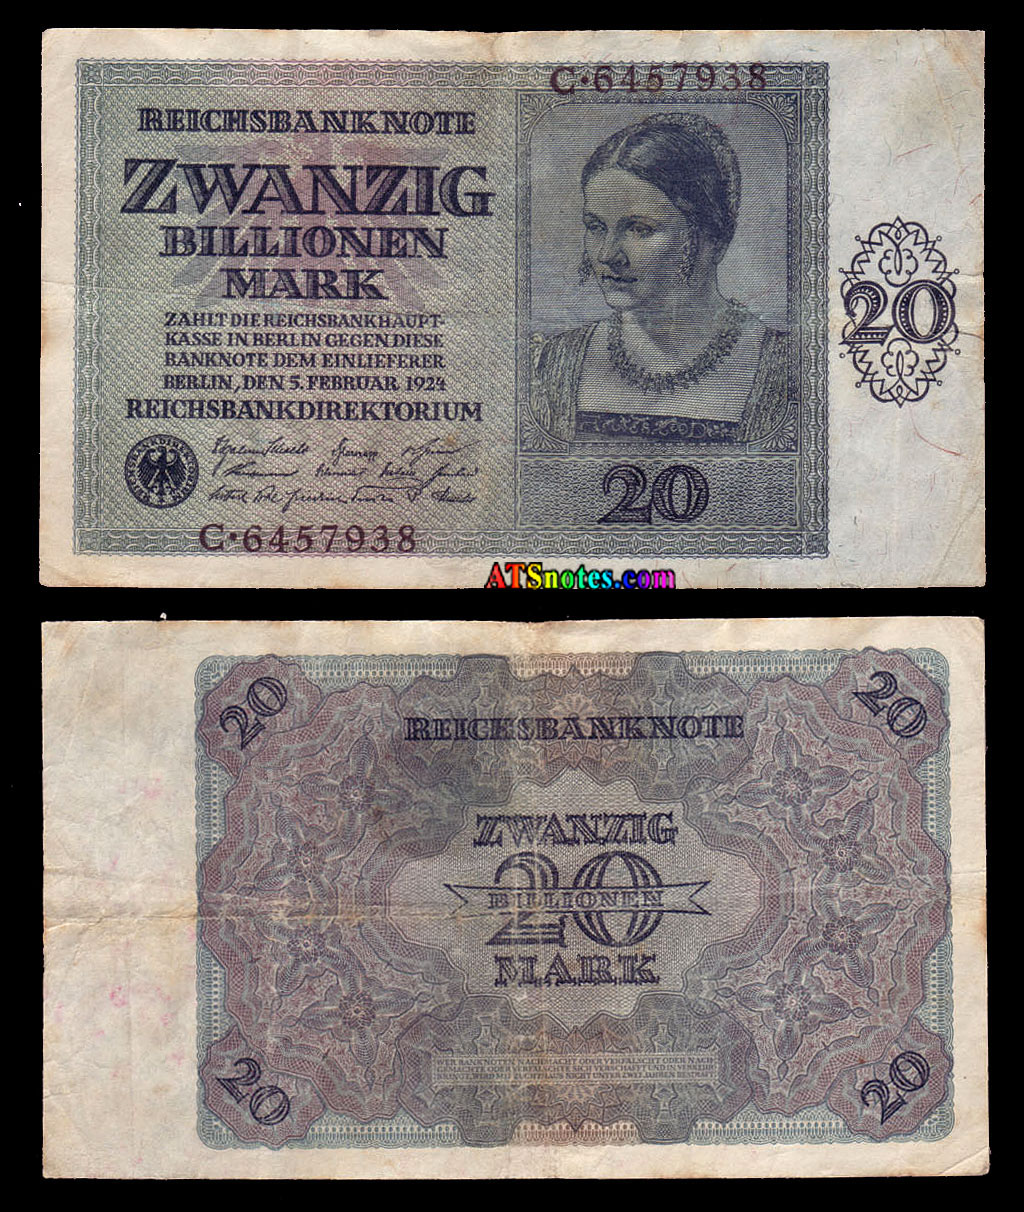 C·6457938
REICHSBANKNOTE
ZWANZIG
BILLIONEN
MARK
ZAHLT DIE REICHSBANKHAUPT-
KASSE IN BERLIN GEGEN DIESE
BANKNOTE DEM EINLIEFERER
BERLIN, DEN 5. FEBRUAR 1924
REICHSBANKDIREKTORIUM
20
20
C·6457938
ATSnotes.com
20
20
REICHSBANKNOTE
ZWANZIG
20
BILLIONEN
MARK
20
20